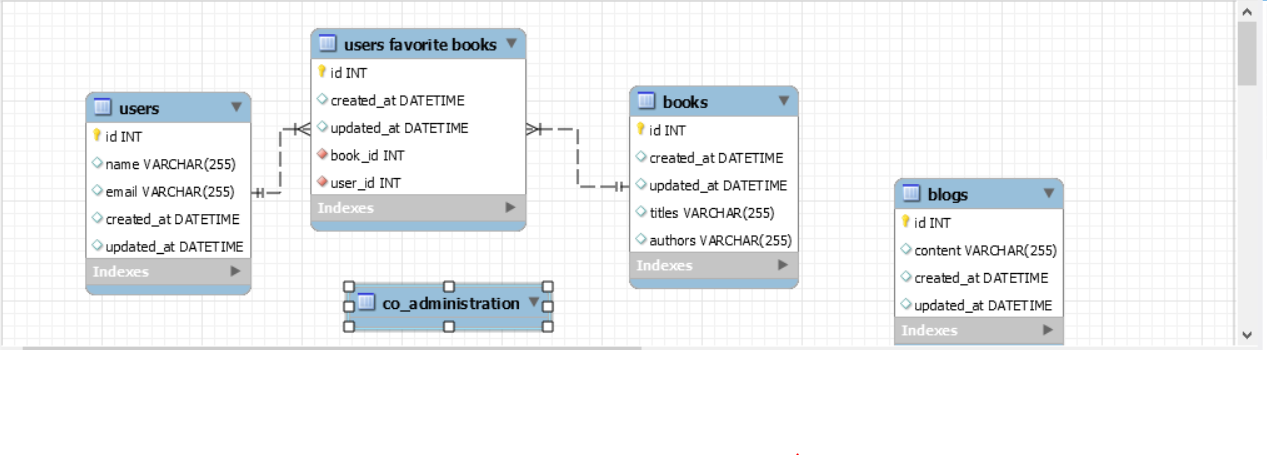 users
id INT
name VARCHAR(255)
email VARCHAR(255)
created_at DATETIME
updated_at DATETIME
Indexes
users favorite books
id INT
created_at DATETIME
updated_at DATETIME
book_id INT
user_id INT
Indexes
co_administration
books
id INT
created_at DATETIME
updated_at DATETIME
titles VARCHAR(255)
authors VARCHAR(255)
Indexes
blogs
id INT
content VARCHAR(255)
created_at DATETIME
updated_at DATETIME
Indexes